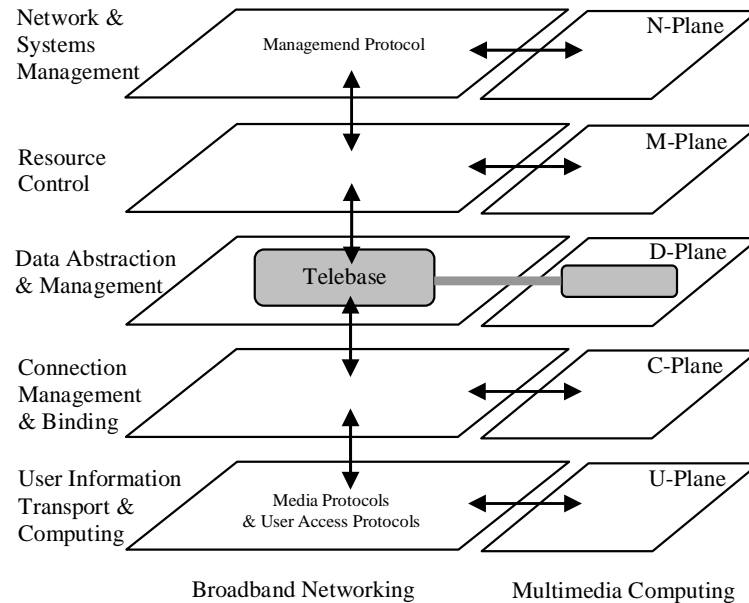 Network &
Systems
Management
Managemend Protocol
N-Plane
Resource
Control
M-Plane
Data Abstraction
& Management
Telebase
D-Plane
Connection
Management
& Binding
C-Plane
User Information
Transport &
Computing
Media Protocols
& User Access Protocols
U-Plane
Broadband Networking
Multimedia Computing